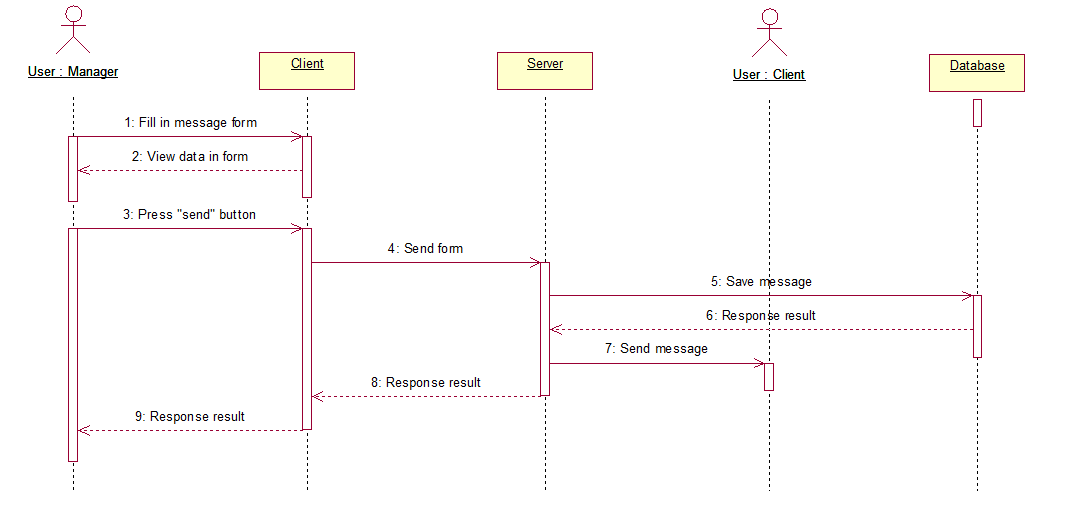 User : Manager
Client
Server
User : Client
Database
1: Fill in message form
2: View data in form
3: Press "send" button
4: Send form
5: Save message
6: Response result
7: Send message
8: Response result
9: Response result